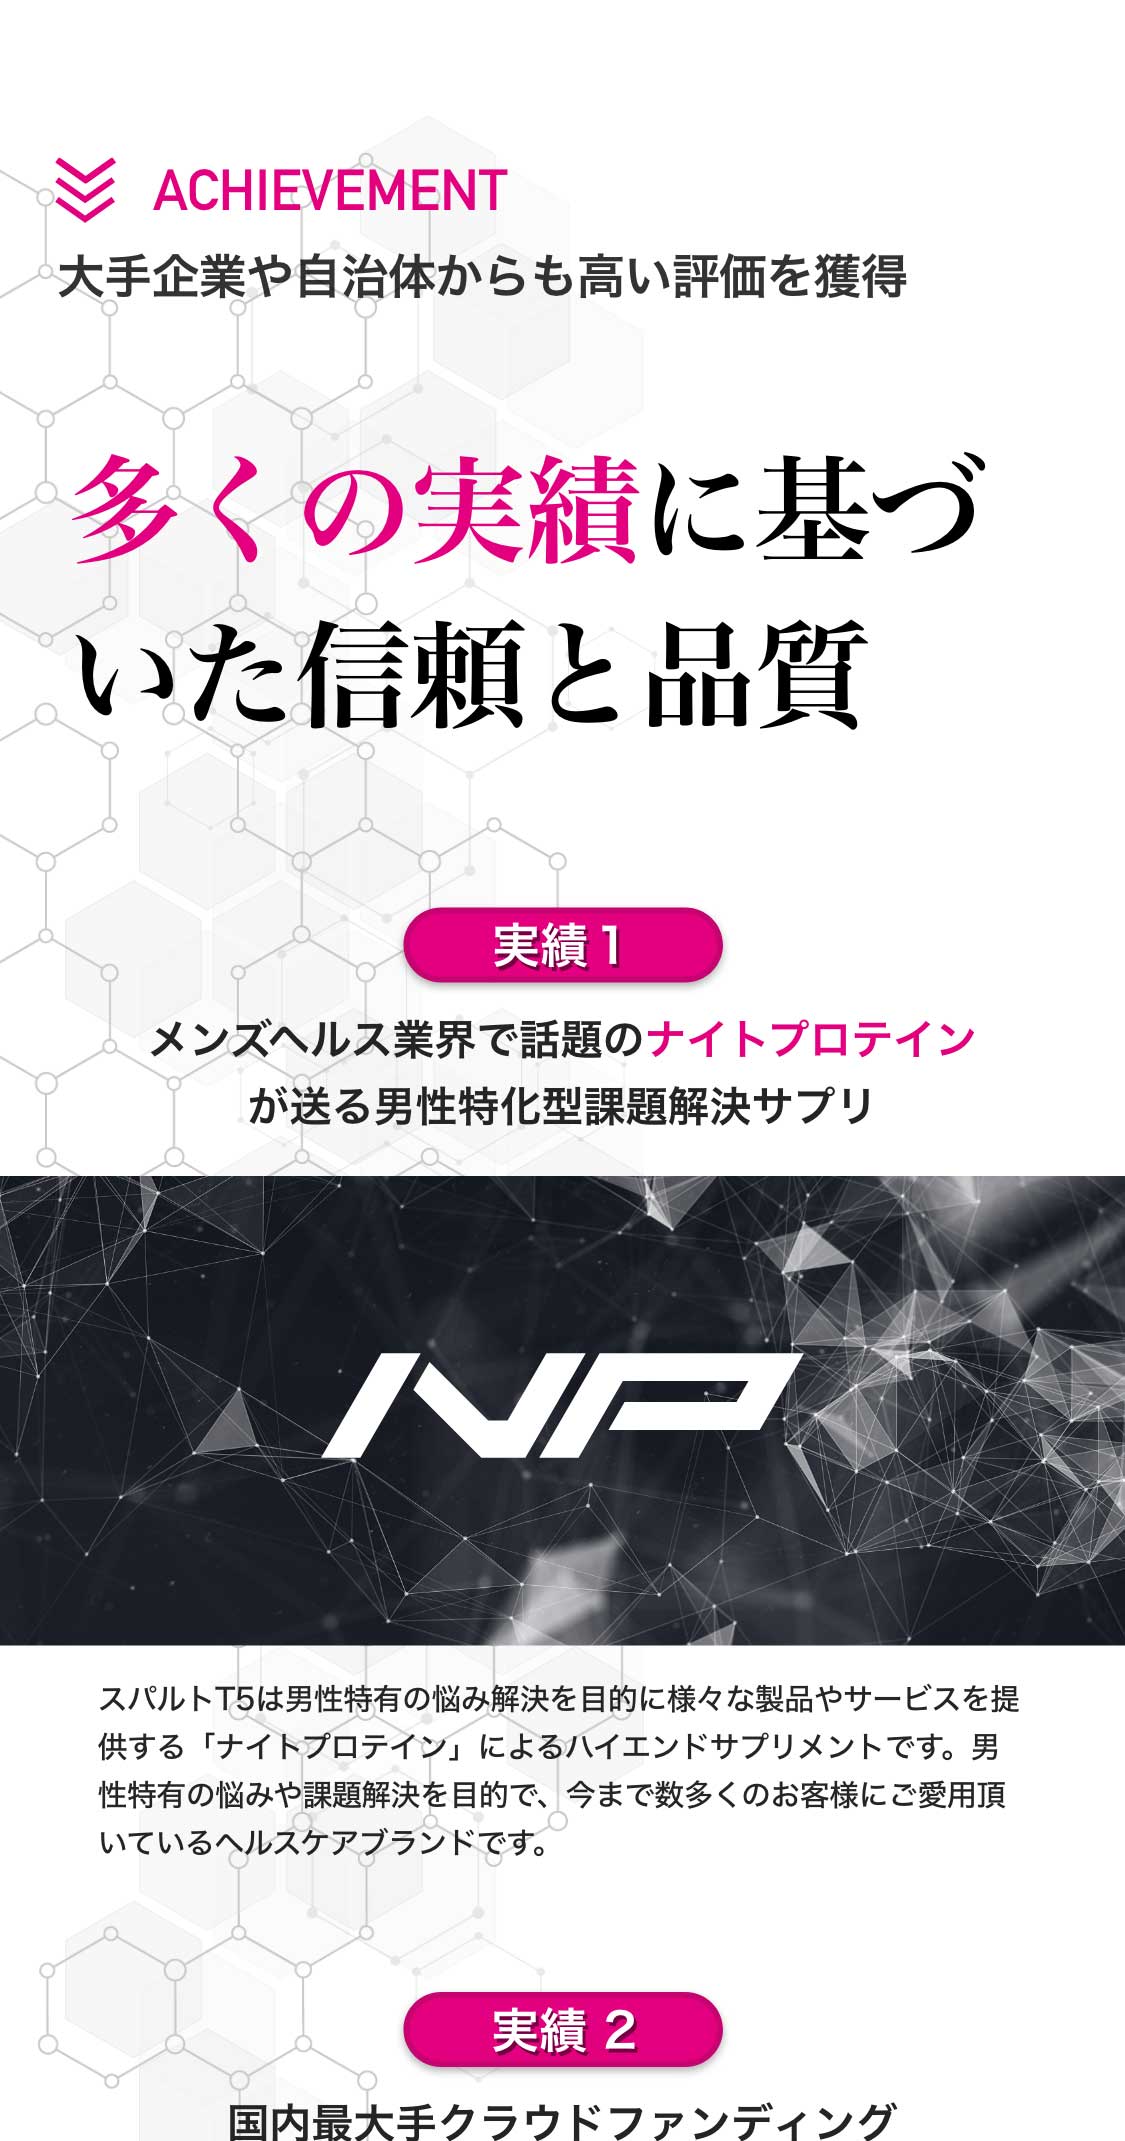 ACHIEVEMENT
大手企業や自治体からも高い評価を獲得
多くの実績に基づ
いた信頼と品質
実績1
メンズヘルス業界で話題のナイトプロテイン
が送る男性特化型課題解決サプリ
NP
スパルトT5は男性特有の悩み解決を目的に様々な製品やサービスを提
供する「ナイトプロテイン」によるハイエンドサプリメントです。男
性特有の悩みや課題解決を目的で、今まで数多くのお客様にご愛用頂
いているヘルスケアブランドです。
実績 2
国内最大手クラウドファンディング